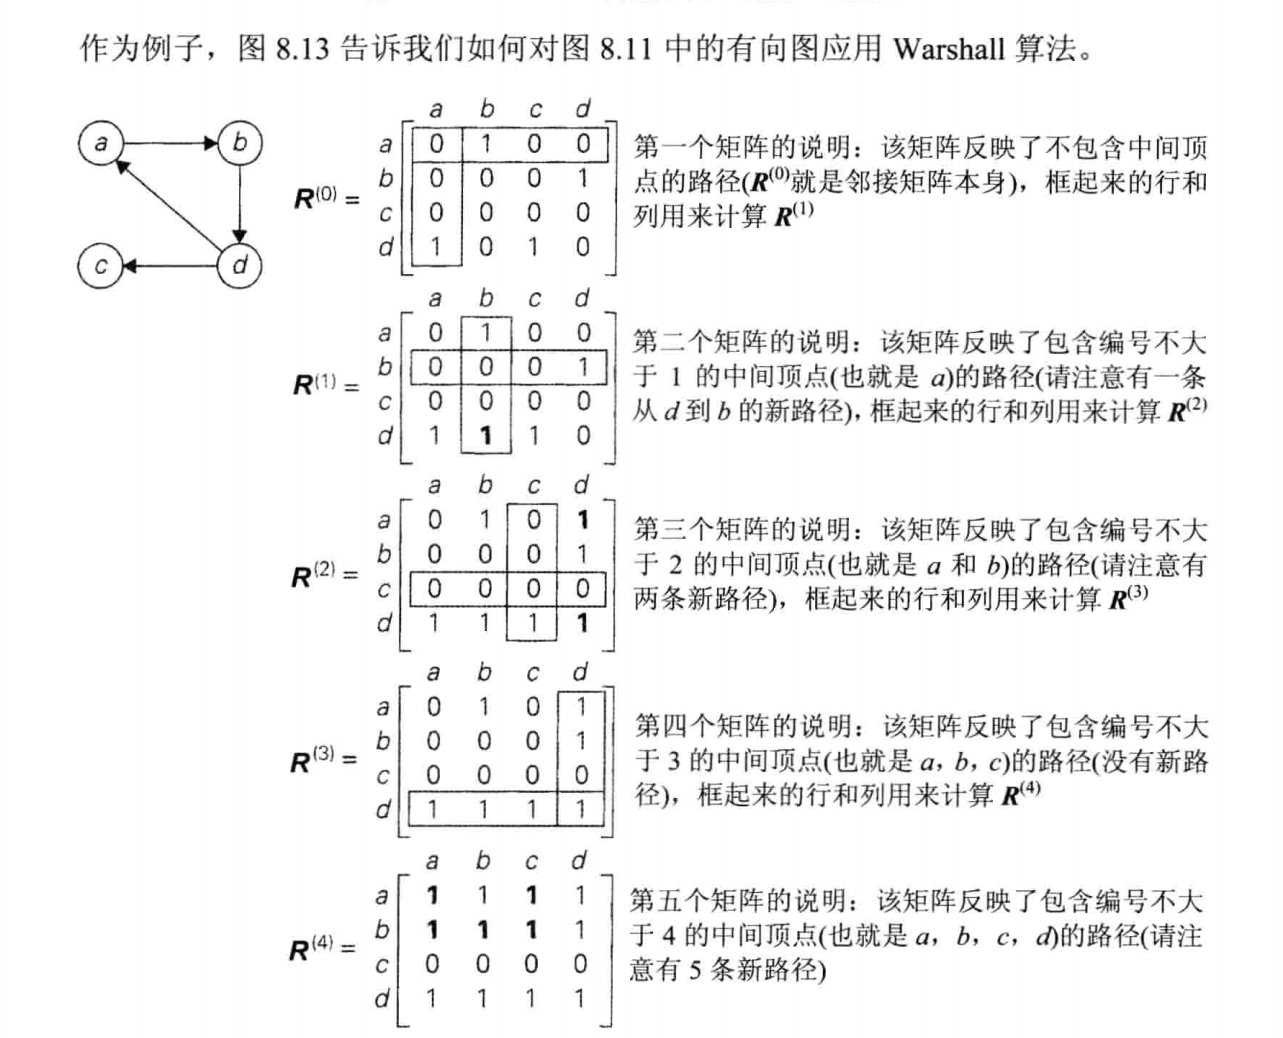 作为例子，图 8.13 告诉我们如何对图 8.11 中的有向图应用 Warshall 算法。
a b
c d
a b c d
a 0 1 0 0
b 0 0 0 1
c 0 0 0 0
d 1 0 1 0
R(0) =
第一个矩阵的说明：该矩阵反映了不包含中间顶
点的路径(R(0)就是邻接矩阵本身)，框起来的行和
列用来计算 R(1)
a b c d
a 0 1 0 0
b 0 0 0 1
c 0 0 0 0
d 1 1 1 0
R(1) =
第二个矩阵的说明：该矩阵反映了包含编号不大
于 1 的中间顶点(也就是 a)的路径(请注意有一条
从 d 到 b 的新路径)，框起来的行和列用来计算 R(2)
a b c d
a 0 1 0 1
b 0 0 0 1
c 0 0 0 0
d 1 1 1 1
R(2) =
第三个矩阵的说明：该矩阵反映了包含编号不大
于 2 的中间顶点(也就是 a 和 b)的路径(请注意有
两条新路径)，框起来的行和列用来计算 R(3)
a b c d
a 0 1 0 1
b 0 0 0 1
c 0 0 0 0
d 1 1 1 1
R(3) =
第四个矩阵的说明：该矩阵反映了包含编号不大
于 3 的中间顶点(也就是 a，b，c)的路径(没有新路
径)，框起来的行和列用来计算 R(4)
a b c d
a 1 1 1 1
b 1 1 1 1
c 0 0 0 0
d 1 1 1 1
R(4) =
第五个矩阵的说明：该矩阵反映了包含编号不大
于 4 的中间顶点(也就是 a，b，c，d)的路径(请注
意有 5 条新路径)